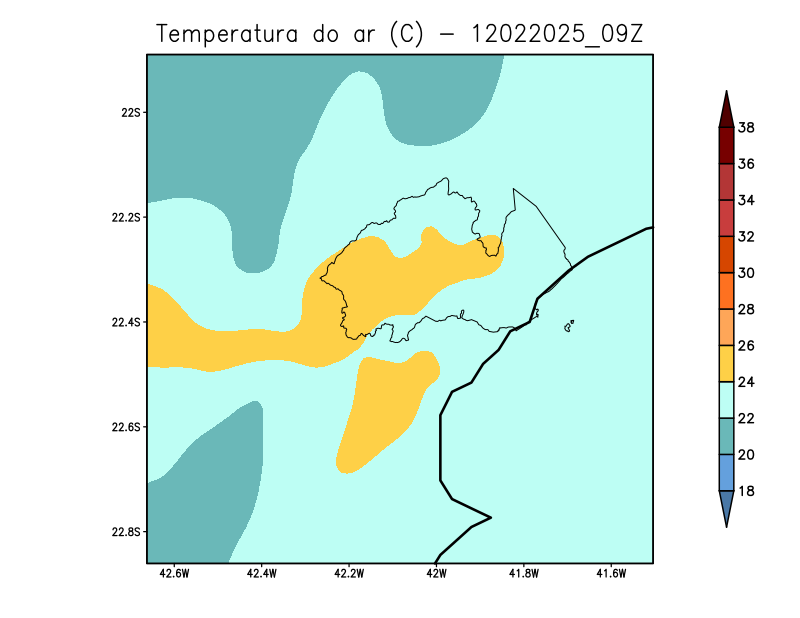 Temperatura do ar (C) - 12022025_09Z
22S
22.2S
22.4S
22.6S
22.8S
42.6W
42.4W
42.2W
42W
41.8W
41.6W
38
36
34
32
30
28
26
24
22
20
18